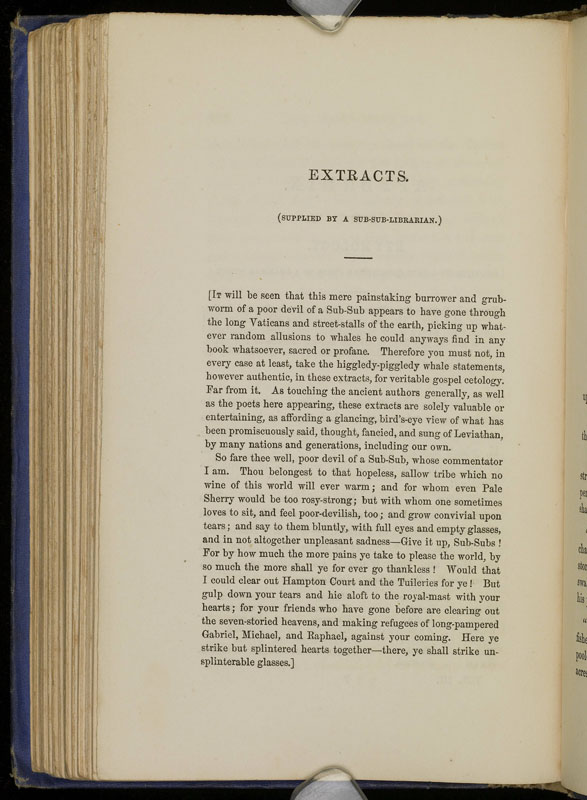 EXTRACTS.
(SUPPLIED BY A SUB-SUB-LIBRARIAN.)
[IT will be seen that this mere painstaking burrower and grub-
worm of a poor devil of a Sub-Sub appears to have gone through
the long Vaticans and street-stalls of the earth, picking up what-
ever random allusions to whales he could anyways find in any
book whatsoever, sacred or profane. Therefore you must not, in
every case at least, take the higgledy-piggledy whale statements,
however authentic, in these extracts, for veritable gospel cetology.
Far from it. As touching the ancient authors generally, as well
as the poets here appearing, these extracts are solely valuable or
entertaining, as affording a glancing, bird's-eye view of what has
been promiscuously said, thought, fancied, and sung of Leviathan,
by many nations and generations, including our own.
So fare thee well, poor devil of a Sub-Sub, whose commentator
I am. Thou belongest to that hopeless, sallow tribe which no
wine of this world will ever warm; and for whom even Pale
Sherry would be too rosy-strong; but with whom one sometimes
loves to sit, and feel poor-devilish, too; and grow convivial upon
tears; and say to them bluntly, with full eyes and empty glasses,
and in not altogether unpleasant sadness—Give it up, Sub-Subs!
For by how much the more pains ye take to please the world, by
so much the more shall ye for ever go thankless! Would that
I could clear out Hampton Court and the Tuileries for ye! But
gulp down your tears and hie aloft to the royal-mast with your
hearts; for your friends who have gone before are clearing out
the seven-storied heavens, and making refugees of long-pampered
Gabriel, Michael, and Raphael, against your coming. Here ye
strike but splintered hearts together—there, ye shall strike un-
splinterable glasses.]